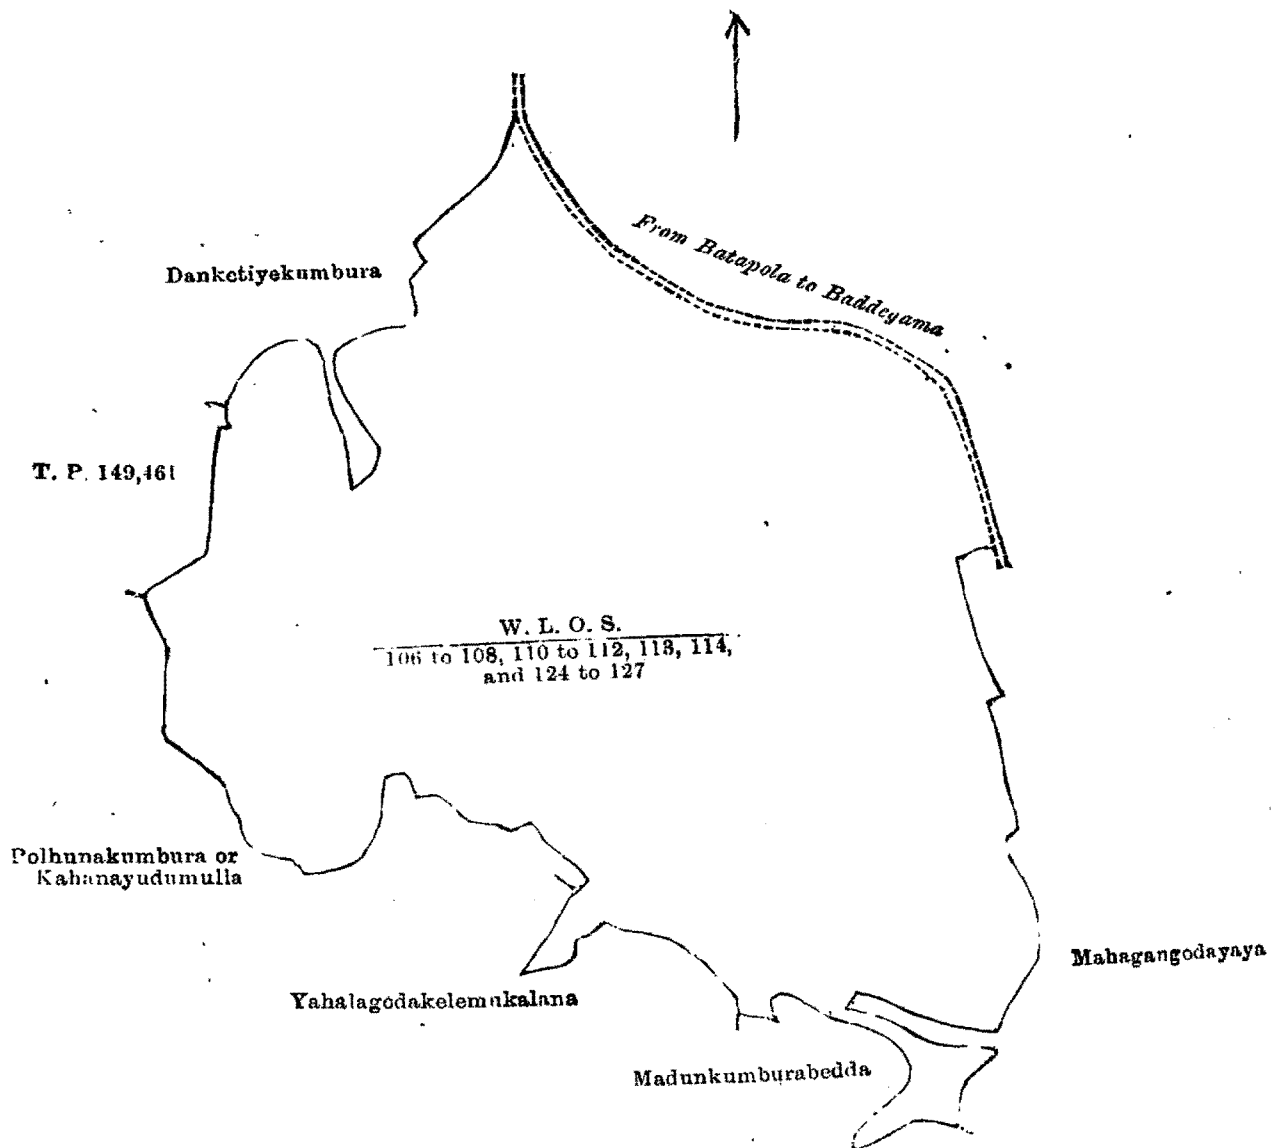 From Batapola to Baddegama
Danketiyekumbura
T. P. 149,461
W. L. O. S.
106 to 108, 110 to 112, 113, 114,
and 124 to 127
Polhunakumbura or
Kahanayudumulla
Mahagangodayaya
Yahalagodakelemukalana
Madunkumburabedda